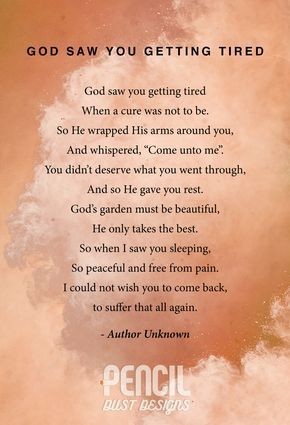 GOD SAW YOU GETTING TIRED
God saw you getting tired
When a cure was not to be.
So He wrapped His arms around you,
And whispered, “Come unto me”.
You didn’t deserve what you went through,
And so He gave you rest.
God’s garden must be beautiful,
He only takes the best.
So when I saw you sleeping,
So peaceful and free from pain.
I could not wish you to come back,
to suffer that all again.
- Author Unknown
PENCIL
DUST DESIGNS